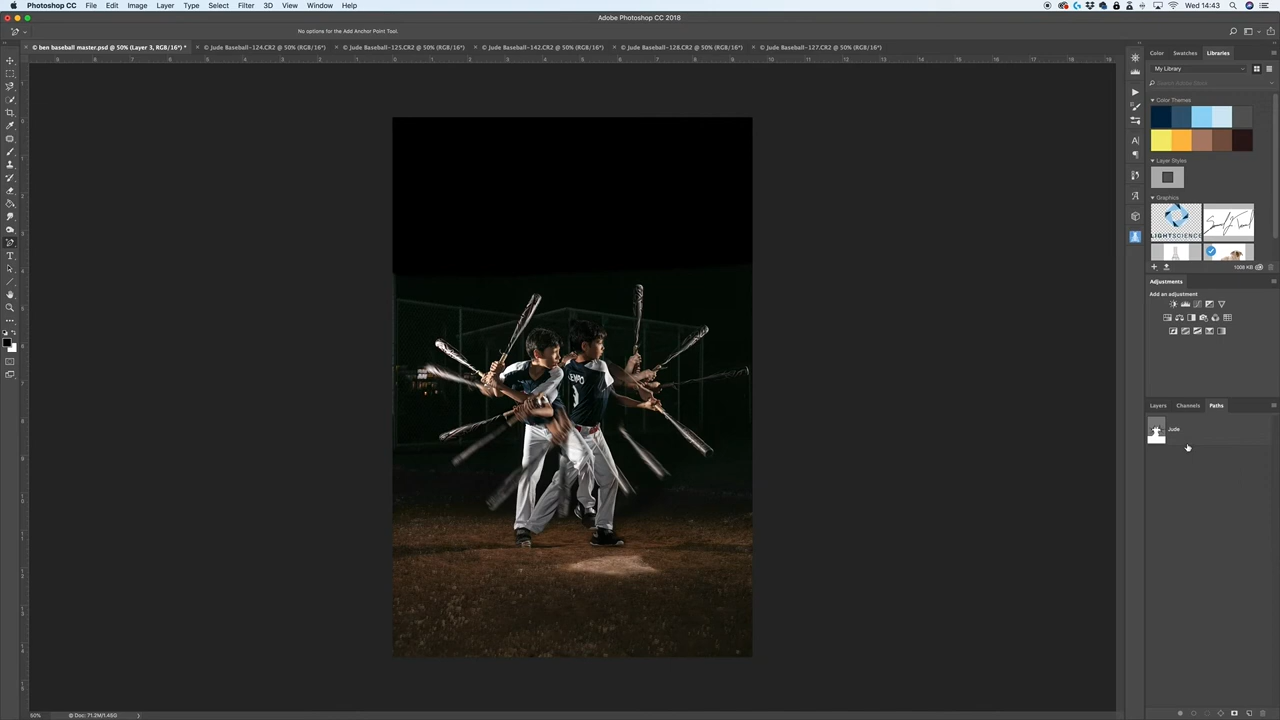 Photoshop CC File Edit Image Layer Type Select Filter 3D View Window Help Wed 14:43
Adobe Photoshop CC 2018
No options for the Add Anchor Point Tool.
© ben baseball master.psd @ 50% (Layer 3, RGB/16*) *
© Jude Baseball-124.CR2 @ 50% (RGB/16*)
© Jude Baseball-125.CR2 @ 50% (RGB/16*)
© Jude Baseball-142.CR2 @ 50% (RGB/16*)
© Jude Baseball-128.CR2 @ 50% (RGB/16*)
© Jude Baseball-127.CR2 @ 50% (RGB/16*)
Color Swatches Libraries
My Library
Search Adobe Stock
Color Themes
Layer Styles
Graphics
LIGHTSCIENCE
1008 KB
Adjustments
Add an adjustment
Layers Channels Paths
Jude
50% Doc: 71.2M/1.45G